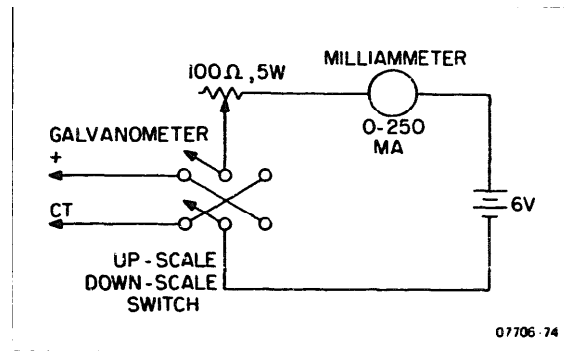 100Ω, 5W
MILLIAMMETER
0-250
MA
GALVANOMETER
+
CT
6V
UP-SCALE
DOWN-SCALE
SWITCH
07706-74